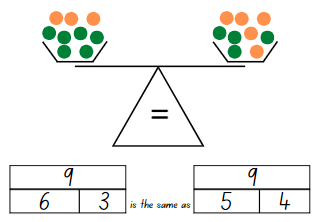 =
9 9
6 3 is the same as 5 4